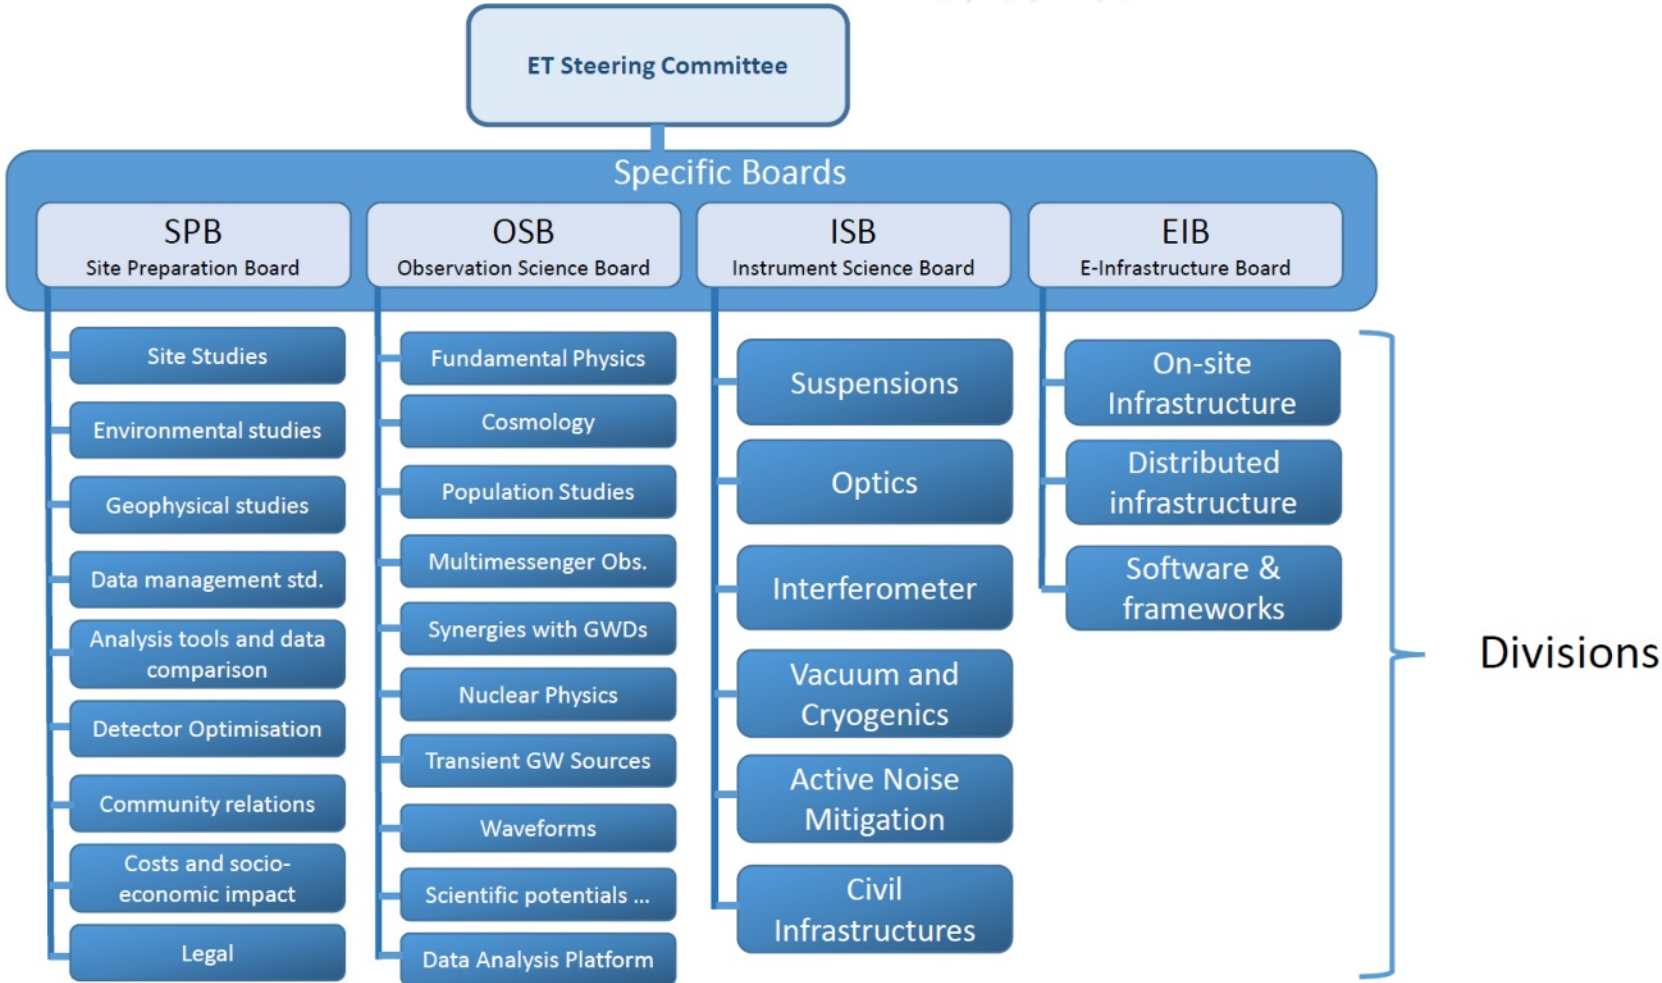 ET Steering Committee
Specific Boards
SPB
Site Preparation Board
OSB
Observation Science Board
ISB
Instrument Science Board
EIB
E-Infrastructure Board
Site Studies
Environmental studies
Geophysical studies
Data management std.
Analysis tools and data
comparison
Detector Optimisation
Community relations
Costs and socio-
economic impact
Legal
Fundamental Physics
Cosmology
Population Studies
Multimessenger Obs.
Synergies with GWDs
Nuclear Physics
Transient GW Sources
Waveforms
Scientific potentials ...
Data Analysis Platform
Suspensions
Optics
Interferometer
Vacuum and
Cryogenics
Active Noise
Mitigation
Civil
Infrastructures
On-site
Infrastructure
Distributed
infrastructure
Software &
frameworks
Divisions